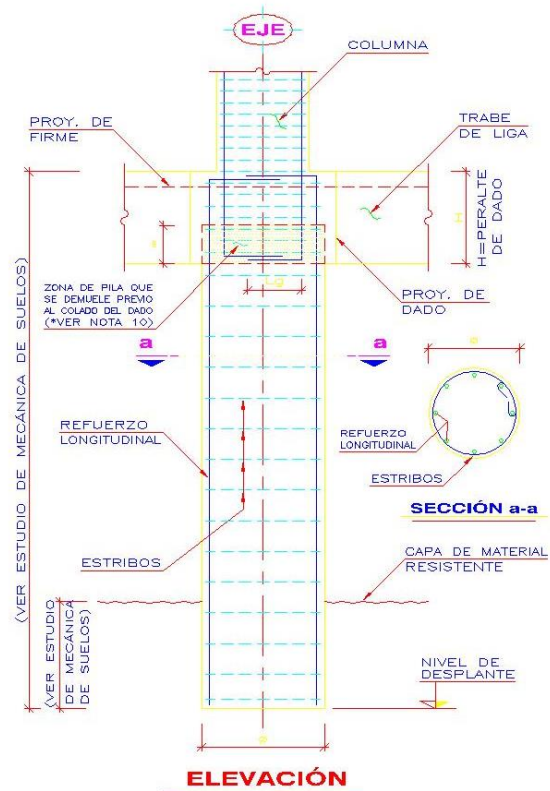 EJE
COLUMNA
PROY. DE
FIRME
TRABE
DE LIGA
H=PERALTE
DE DADO
H
ZONA DE PILA QUE
SE DEMUELE PREVIO
AL COLADO DEL DADO
(*VER NOTA 10)
Lg
PROY. DE
DADO
a
a
(VER ESTUDIO DE MECÁNICA DE SUELOS)
REFUERZO
LONGITUDINAL
REFUERZO
LONGITUDINAL
ESTRIBOS
SECCIÓN a-a
ESTRIBOS
CAPA DE MATERIAL
RESISTENTE
(VER ESTUDIO
DE MECÁNICA
DE SUELOS)
NIVEL DE
DESPLANTE
ELEVACIÓN